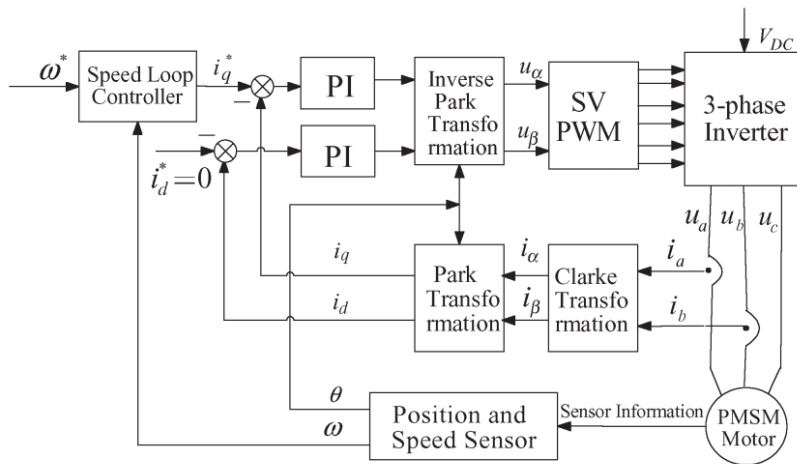 V_{DC}
ω*
Speed Loop
Controller
i_q^*
−
PI
Inverse
Park
Transfo
rmation
u_α
SV
PWM
3-phase
Inverter
−
i_d^*=0
PI
u_β
u_a
u_b
u_c
i_q
Park
Transfo
rmation
i_α
Clarke
Transfo
rmation
i_a
i_d
i_β
i_b
θ
ω
Position and
Speed Sensor
Sensor Information
PMSM
Motor